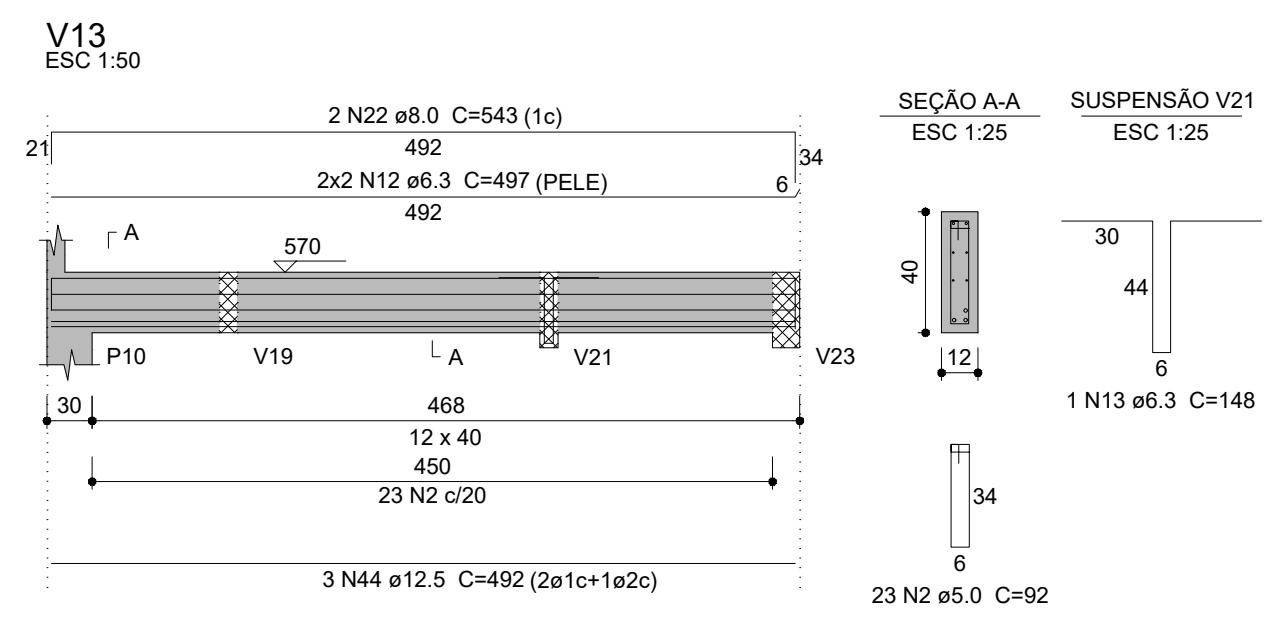 V13
ESC 1:50
2 N22 ø8.0 C=543 (1c)
21
492
34
2x2 N12 ø6.3 C=497 (PELE)
6
492
A
570
P10
V19
A
V21
V23
30
468
12 x 40
450
23 N2 c/20
3 N44 ø12.5 C=492 (2ø1c+1ø2c)
SEÇÃO A-A
ESC 1:25
40
12
34
6
23 N2 ø5.0 C=92
SUSPENSÃO V21
ESC 1:25
30
44
6
1 N13 ø6.3 C=148